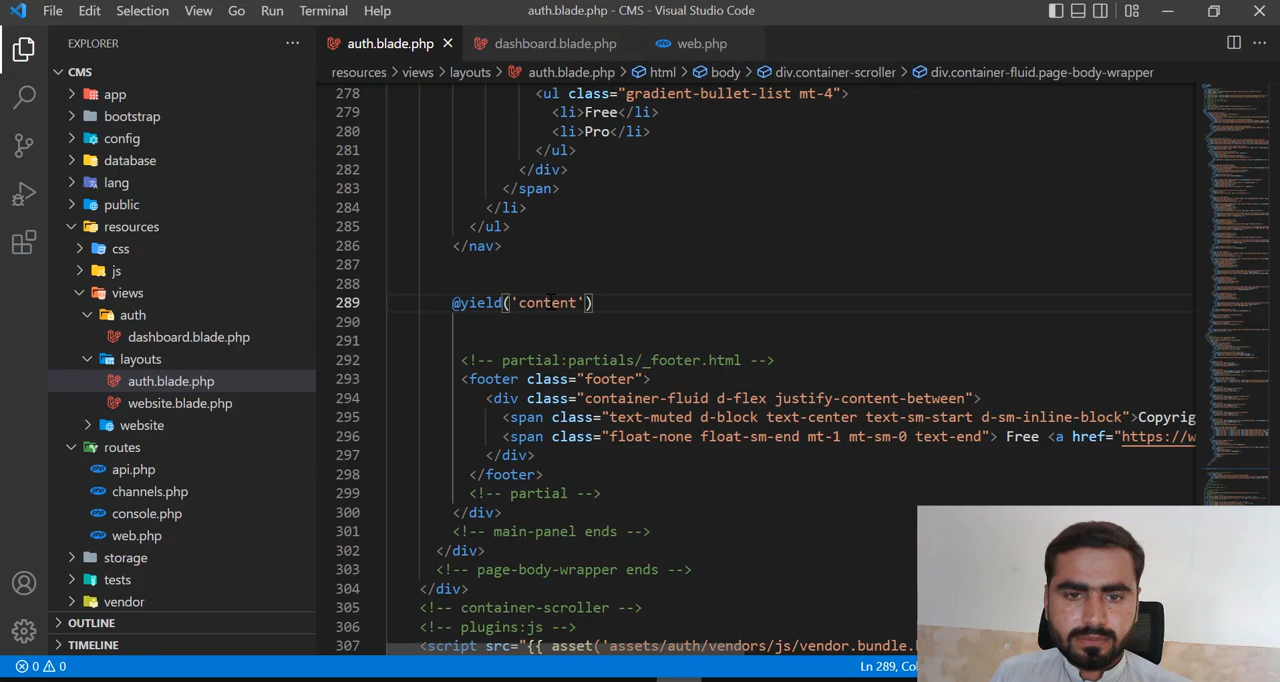 File Edit Selection View Go Run Terminal Help auth.blade.php - CMS - Visual Studio Code
EXPLORER
auth.blade.php dashboard.blade.php web.php
resources > views > layouts > auth.blade.php > html > body > div.container-scroller > div.container-fluid.page-body-wrapper
CMS
app
bootstrap
config
database
lang
public
resources
css
js
views
auth
dashboard.blade.php
layouts
auth.blade.php
website.blade.php
website
routes
api.php
channels.php
console.php
web.php
storage
tests
vendor
OUTLINE
TIMELINE
278 <ul class="gradient-bullet-list mt-4">
279 <li>Free</li>
280 <li>Pro</li>
281 </ul>
282 </div>
283 </span>
284 </li>
285 </ul>
286 </nav>
287
288
289 @yield('content')
290
291
292 <!-- partial:partials/_footer.html -->
293 <footer class="footer">
294 <div class="container-fluid d-flex justify-content-between">
295 <span class="text-muted d-block text-center text-sm-start d-sm-inline-block">Copyrig
296 <span class="float-none float-sm-end mt-1 mt-sm-0 text-end"> Free <a href="https://w
297 </div>
298 </footer>
299 <!-- partial -->
300 </div>
301 <!-- main-panel ends -->
302 </div>
303 <!-- page-body-wrapper ends -->
304 </div>
305 <!-- container-scroller -->
306 <!-- plugins:js -->
307 <script src="{{ asset('assets/auth/vendors/js/vendor.bundle.
0 0 Ln 289, Co